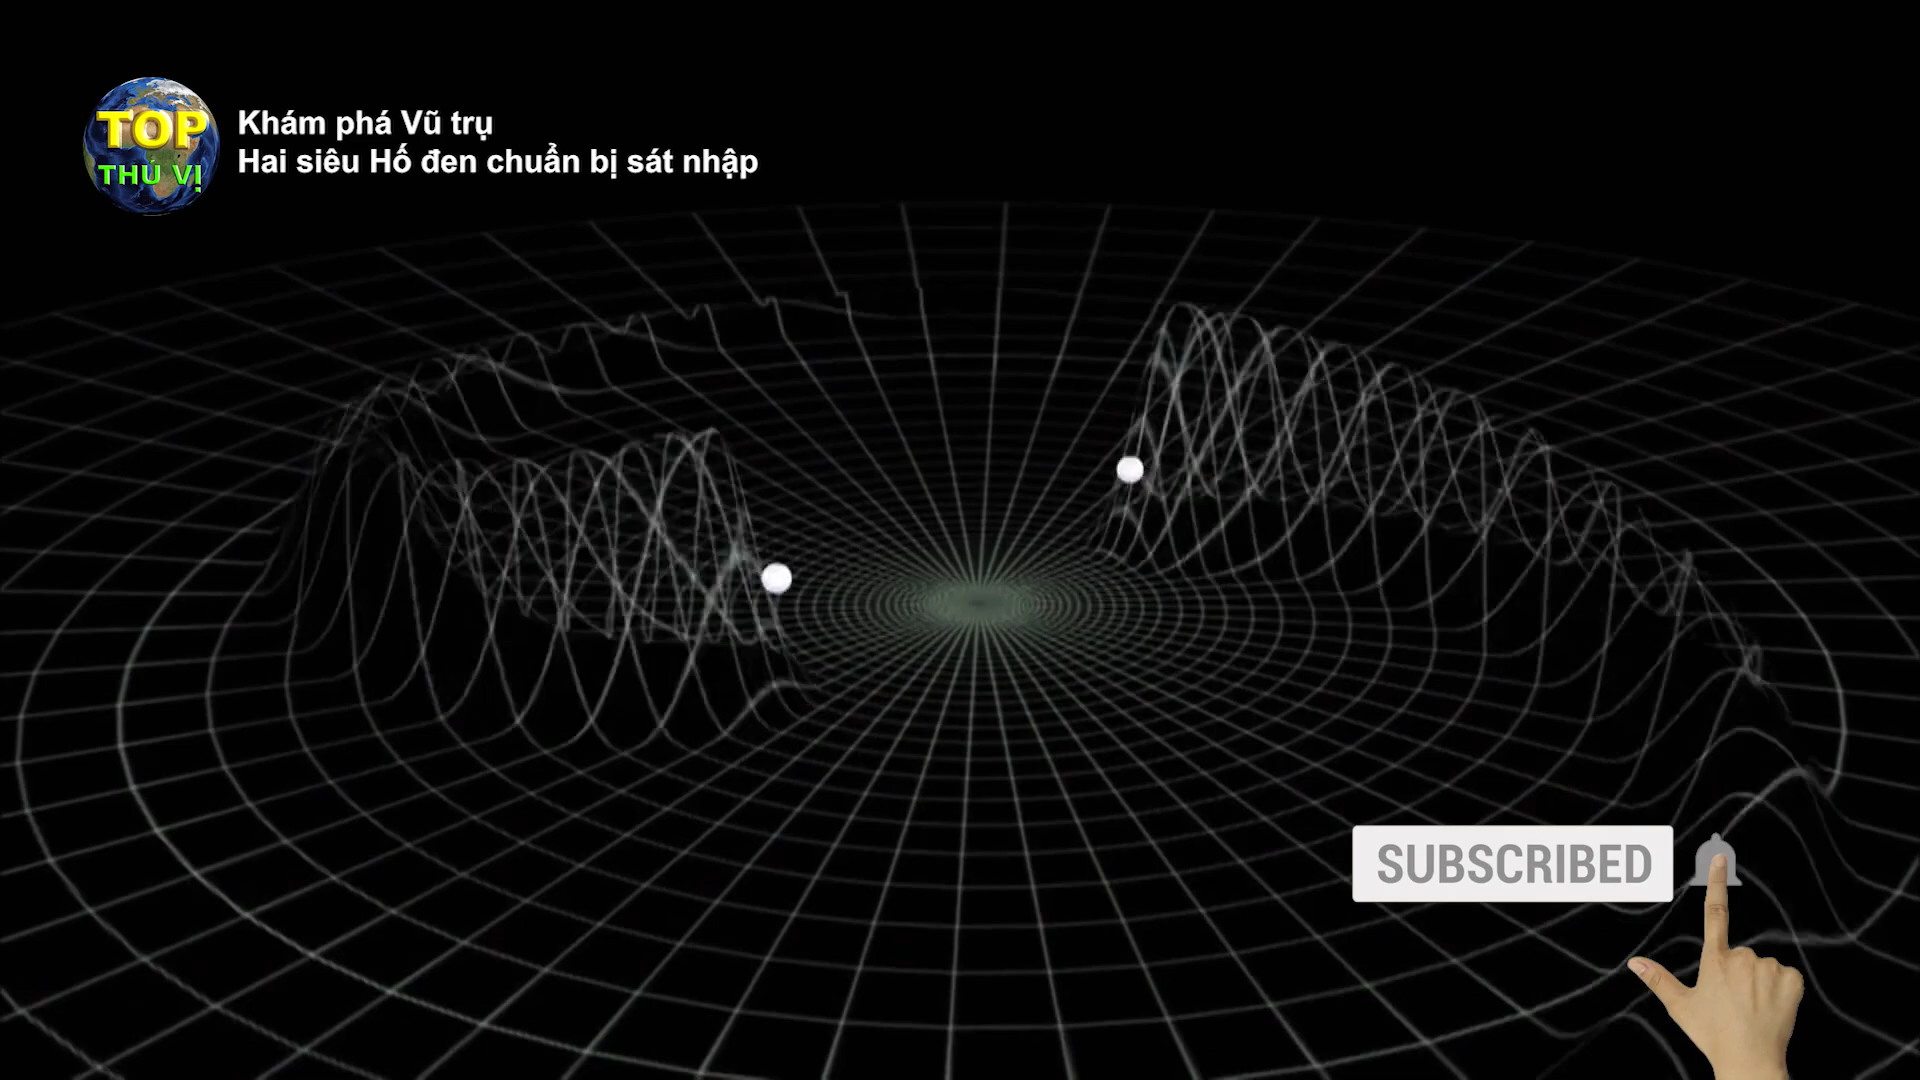 TOP
THÚ VỊ
Khám phá Vũ trụ
Hai siêu Hố đen chuẩn bị sát nhập
SUBSCRIBED